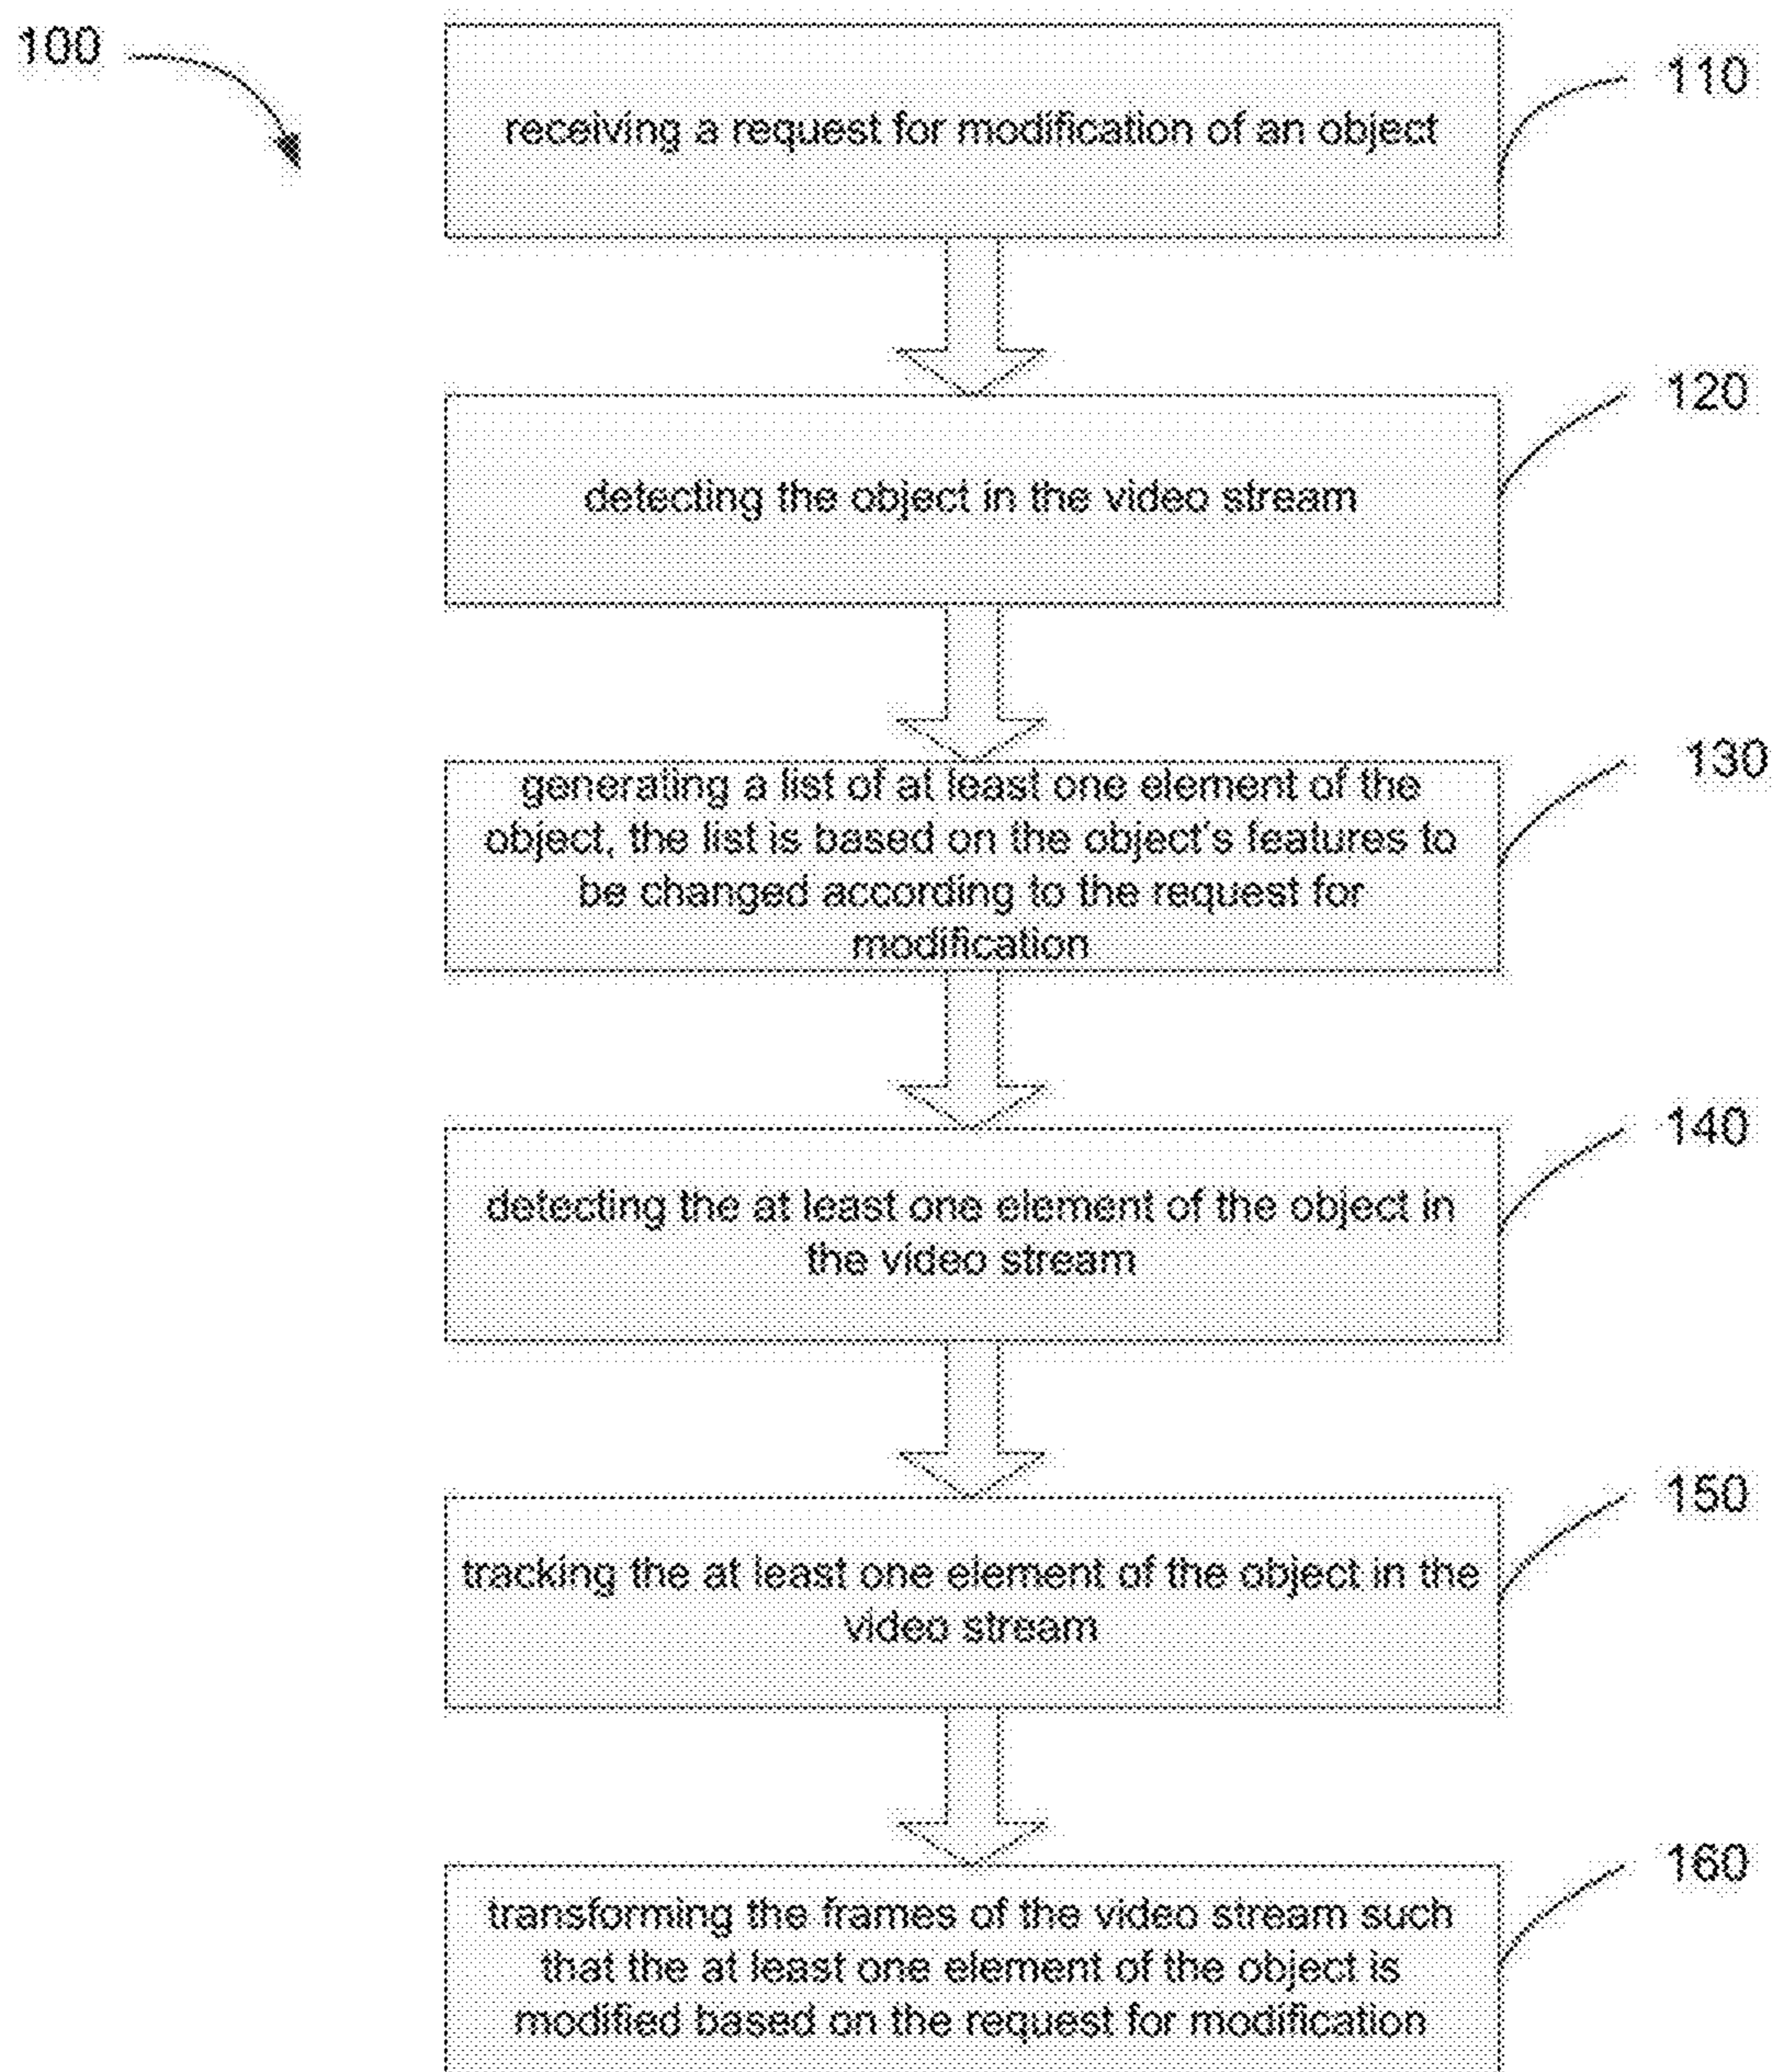 100
110
receiving a request for modification of an object
120
detecting the object in the video stream
130
generating a list of at least one element of the
object, the list is based on the object's features to
be changed according to the request for
modification
140
detecting the at least one element of the object in
the video stream
150
tracking the at least one element of the object in the
video stream
160
transforming the frames of the video stream such
that the at least one element of the object is
modified based on the request for modification